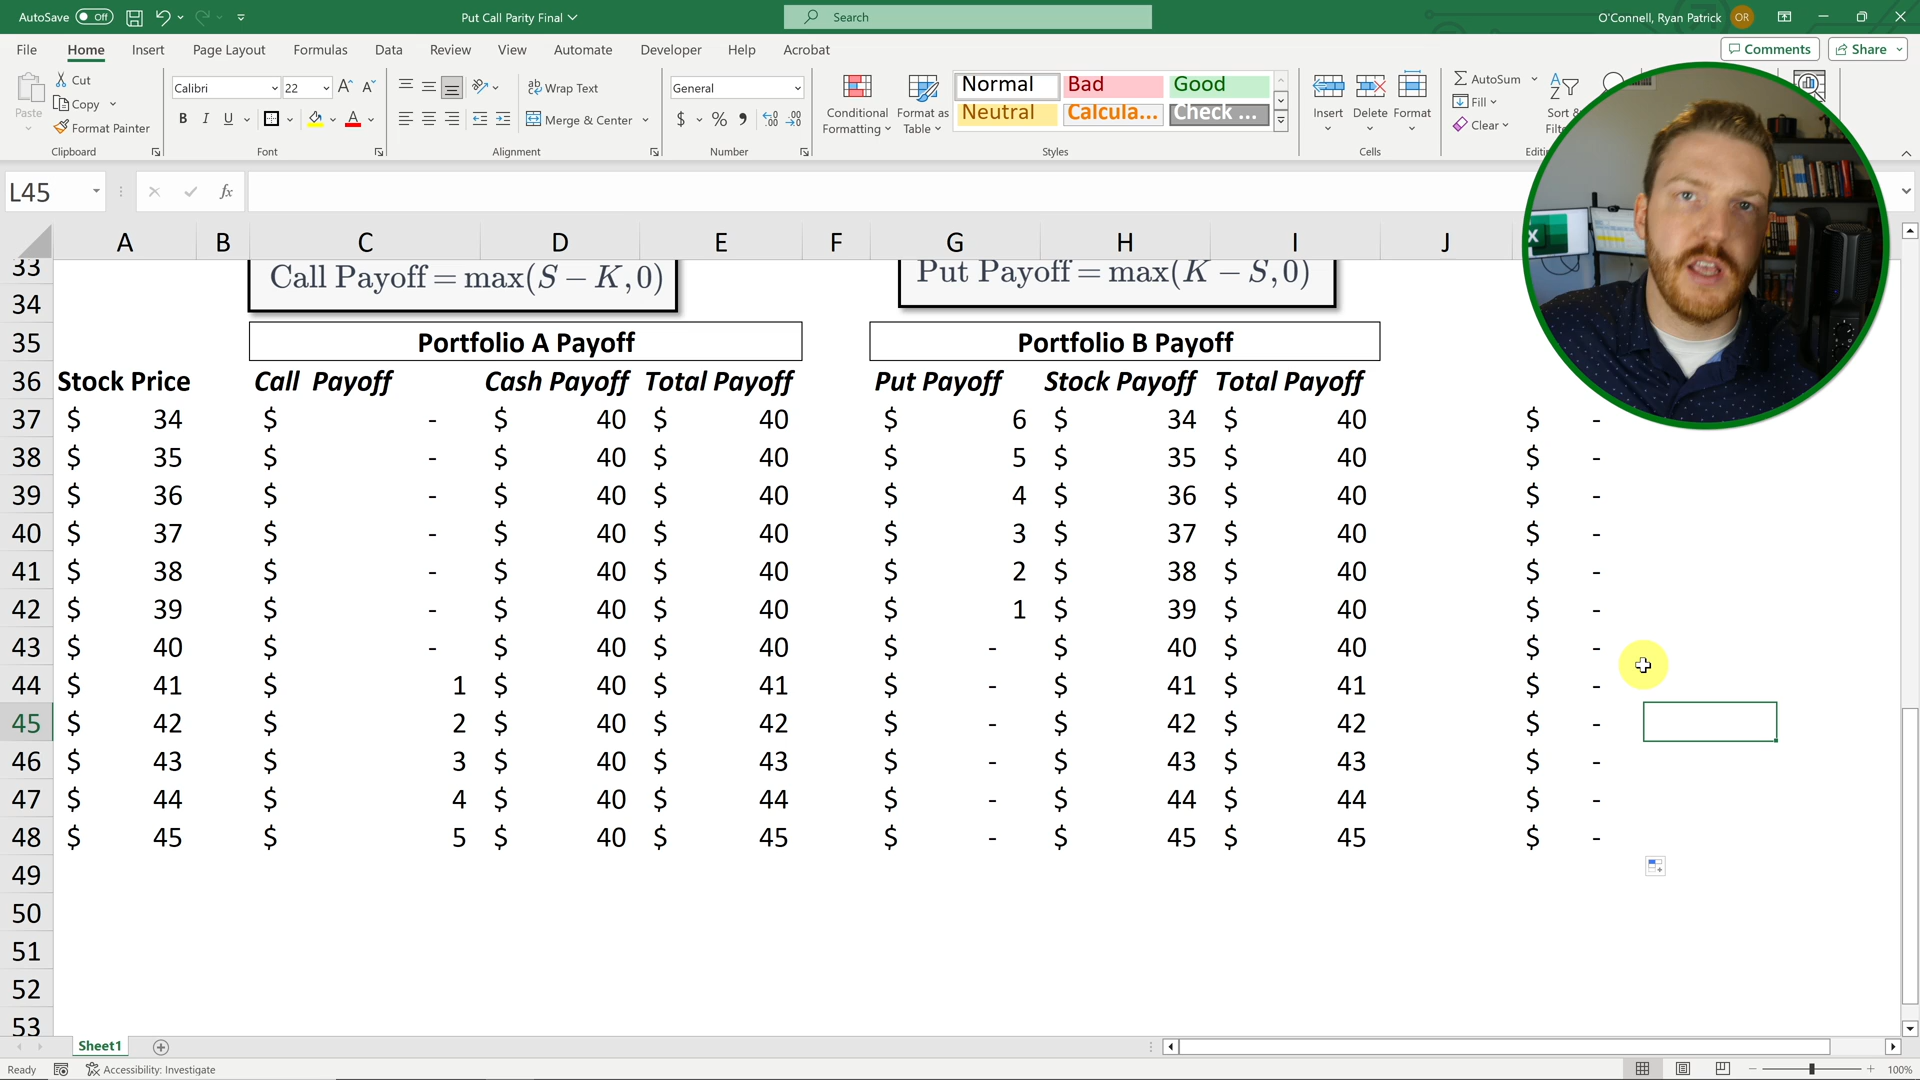 AutoSave Off Put Call Parity Final Search O'Connell, Ryan Patrick OR
File Home Insert Page Layout Formulas Data Review View Automate Developer Help Acrobat Comments Share
Paste Cut Copy Format Painter
Calibri 22
B I U
Wrap Text
Merge & Center
General
$ % 9
Conditional Formatting
Format as Table
Normal Bad Good
Neutral Calcula... Check ...
Insert Delete Format
AutoSum
Fill
Clear
Sort &
Clipboard Font Alignment Number Styles Cells
L45 fx
A B C D E F G H I J
33 Call Payoff = max(S − K, 0) Put Payoff = max(K − S, 0)
34
35 Portfolio A Payoff Portfolio B Payoff
36 Stock Price Call Payoff Cash Payoff Total Payoff Put Payoff Stock Payoff Total Payoff
37 $ 34 $ - $ 40 $ 40 $ 6 $ 34 $ 40 $ -
38 $ 35 $ - $ 40 $ 40 $ 5 $ 35 $ 40 $ -
39 $ 36 $ - $ 40 $ 40 $ 4 $ 36 $ 40 $ -
40 $ 37 $ - $ 40 $ 40 $ 3 $ 37 $ 40 $ -
41 $ 38 $ - $ 40 $ 40 $ 2 $ 38 $ 40 $ -
42 $ 39 $ - $ 40 $ 40 $ 1 $ 39 $ 40 $ -
43 $ 40 $ - $ 40 $ 40 $ - $ 40 $ 40 $ -
44 $ 41 $ 1 $ 40 $ 41 $ - $ 41 $ 41 $ -
45 $ 42 $ 2 $ 40 $ 42 $ - $ 42 $ 42 $ -
46 $ 43 $ 3 $ 40 $ 43 $ - $ 43 $ 43 $ -
47 $ 44 $ 4 $ 40 $ 44 $ - $ 44 $ 44 $ -
48 $ 45 $ 5 $ 40 $ 45 $ - $ 45 $ 45 $ -
49
50
51
52
53
Sheet1
Ready Accessibility: Investigate 100%